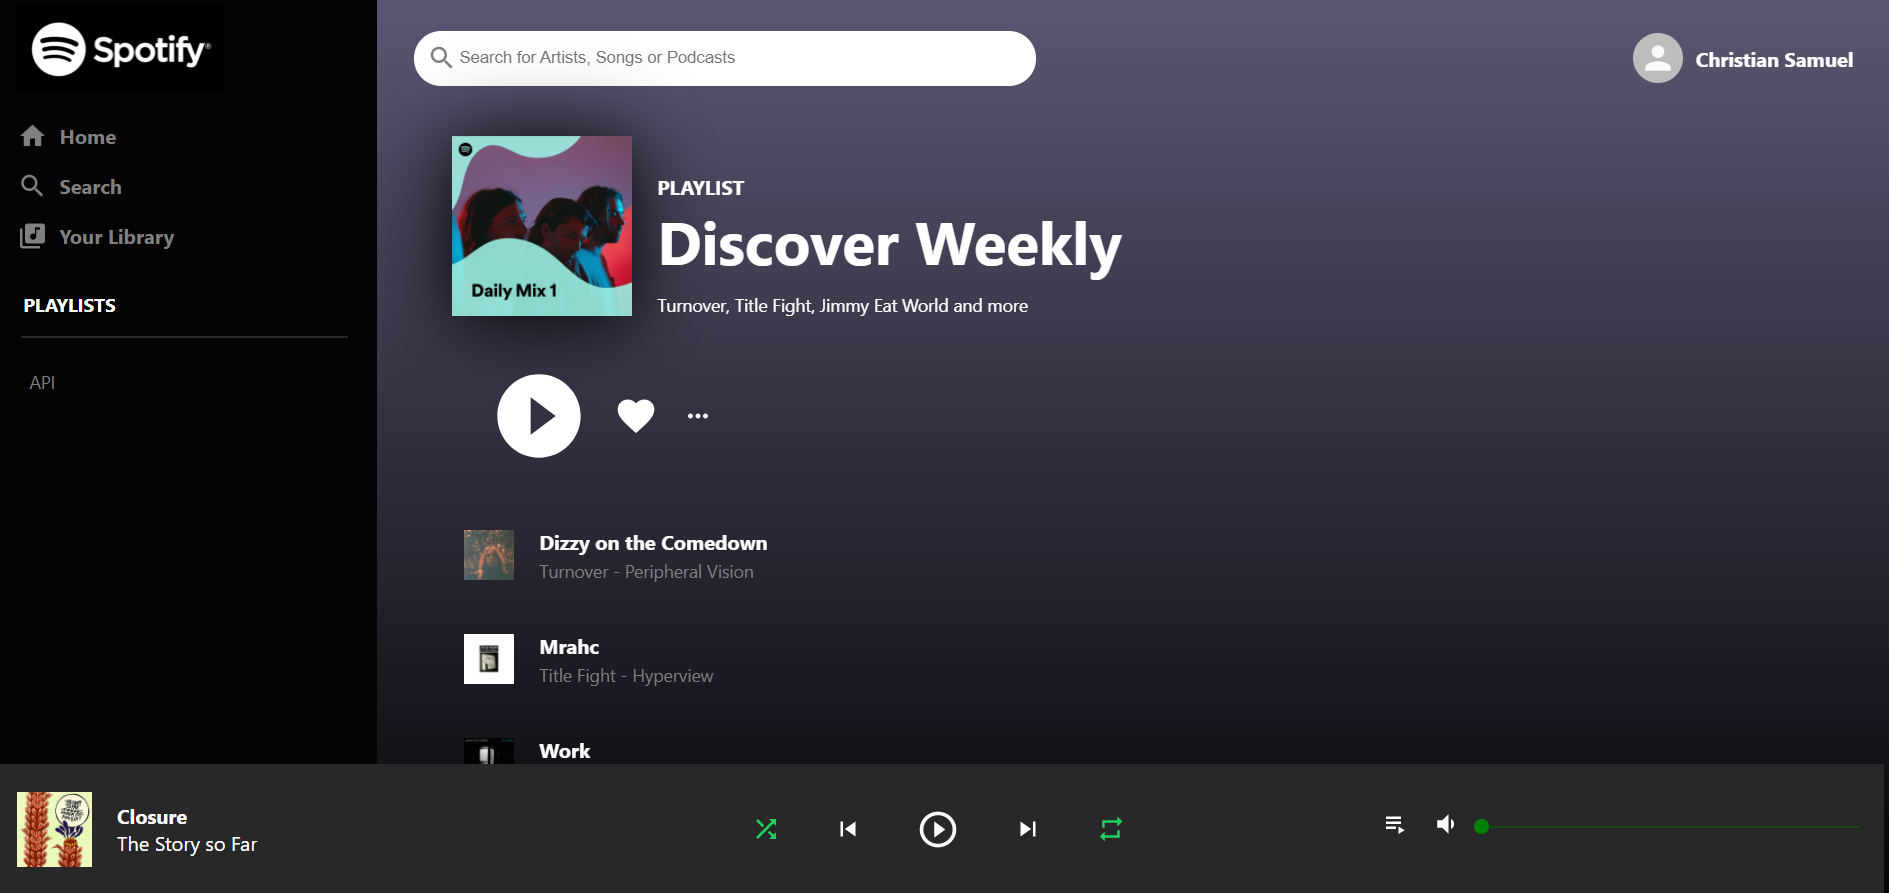 Spotify®
Home
Search
Your Library
PLAYLISTS
API
Search for Artists, Songs or Podcasts
Christian Samuel
Daily Mix 1
PLAYLIST
Discover Weekly
Turnover, Title Fight, Jimmy Eat World and more
Dizzy on the Comedown
Turnover - Peripheral Vision
Mrahc
Title Fight - Hyperview
Work
Closure
The Story so Far